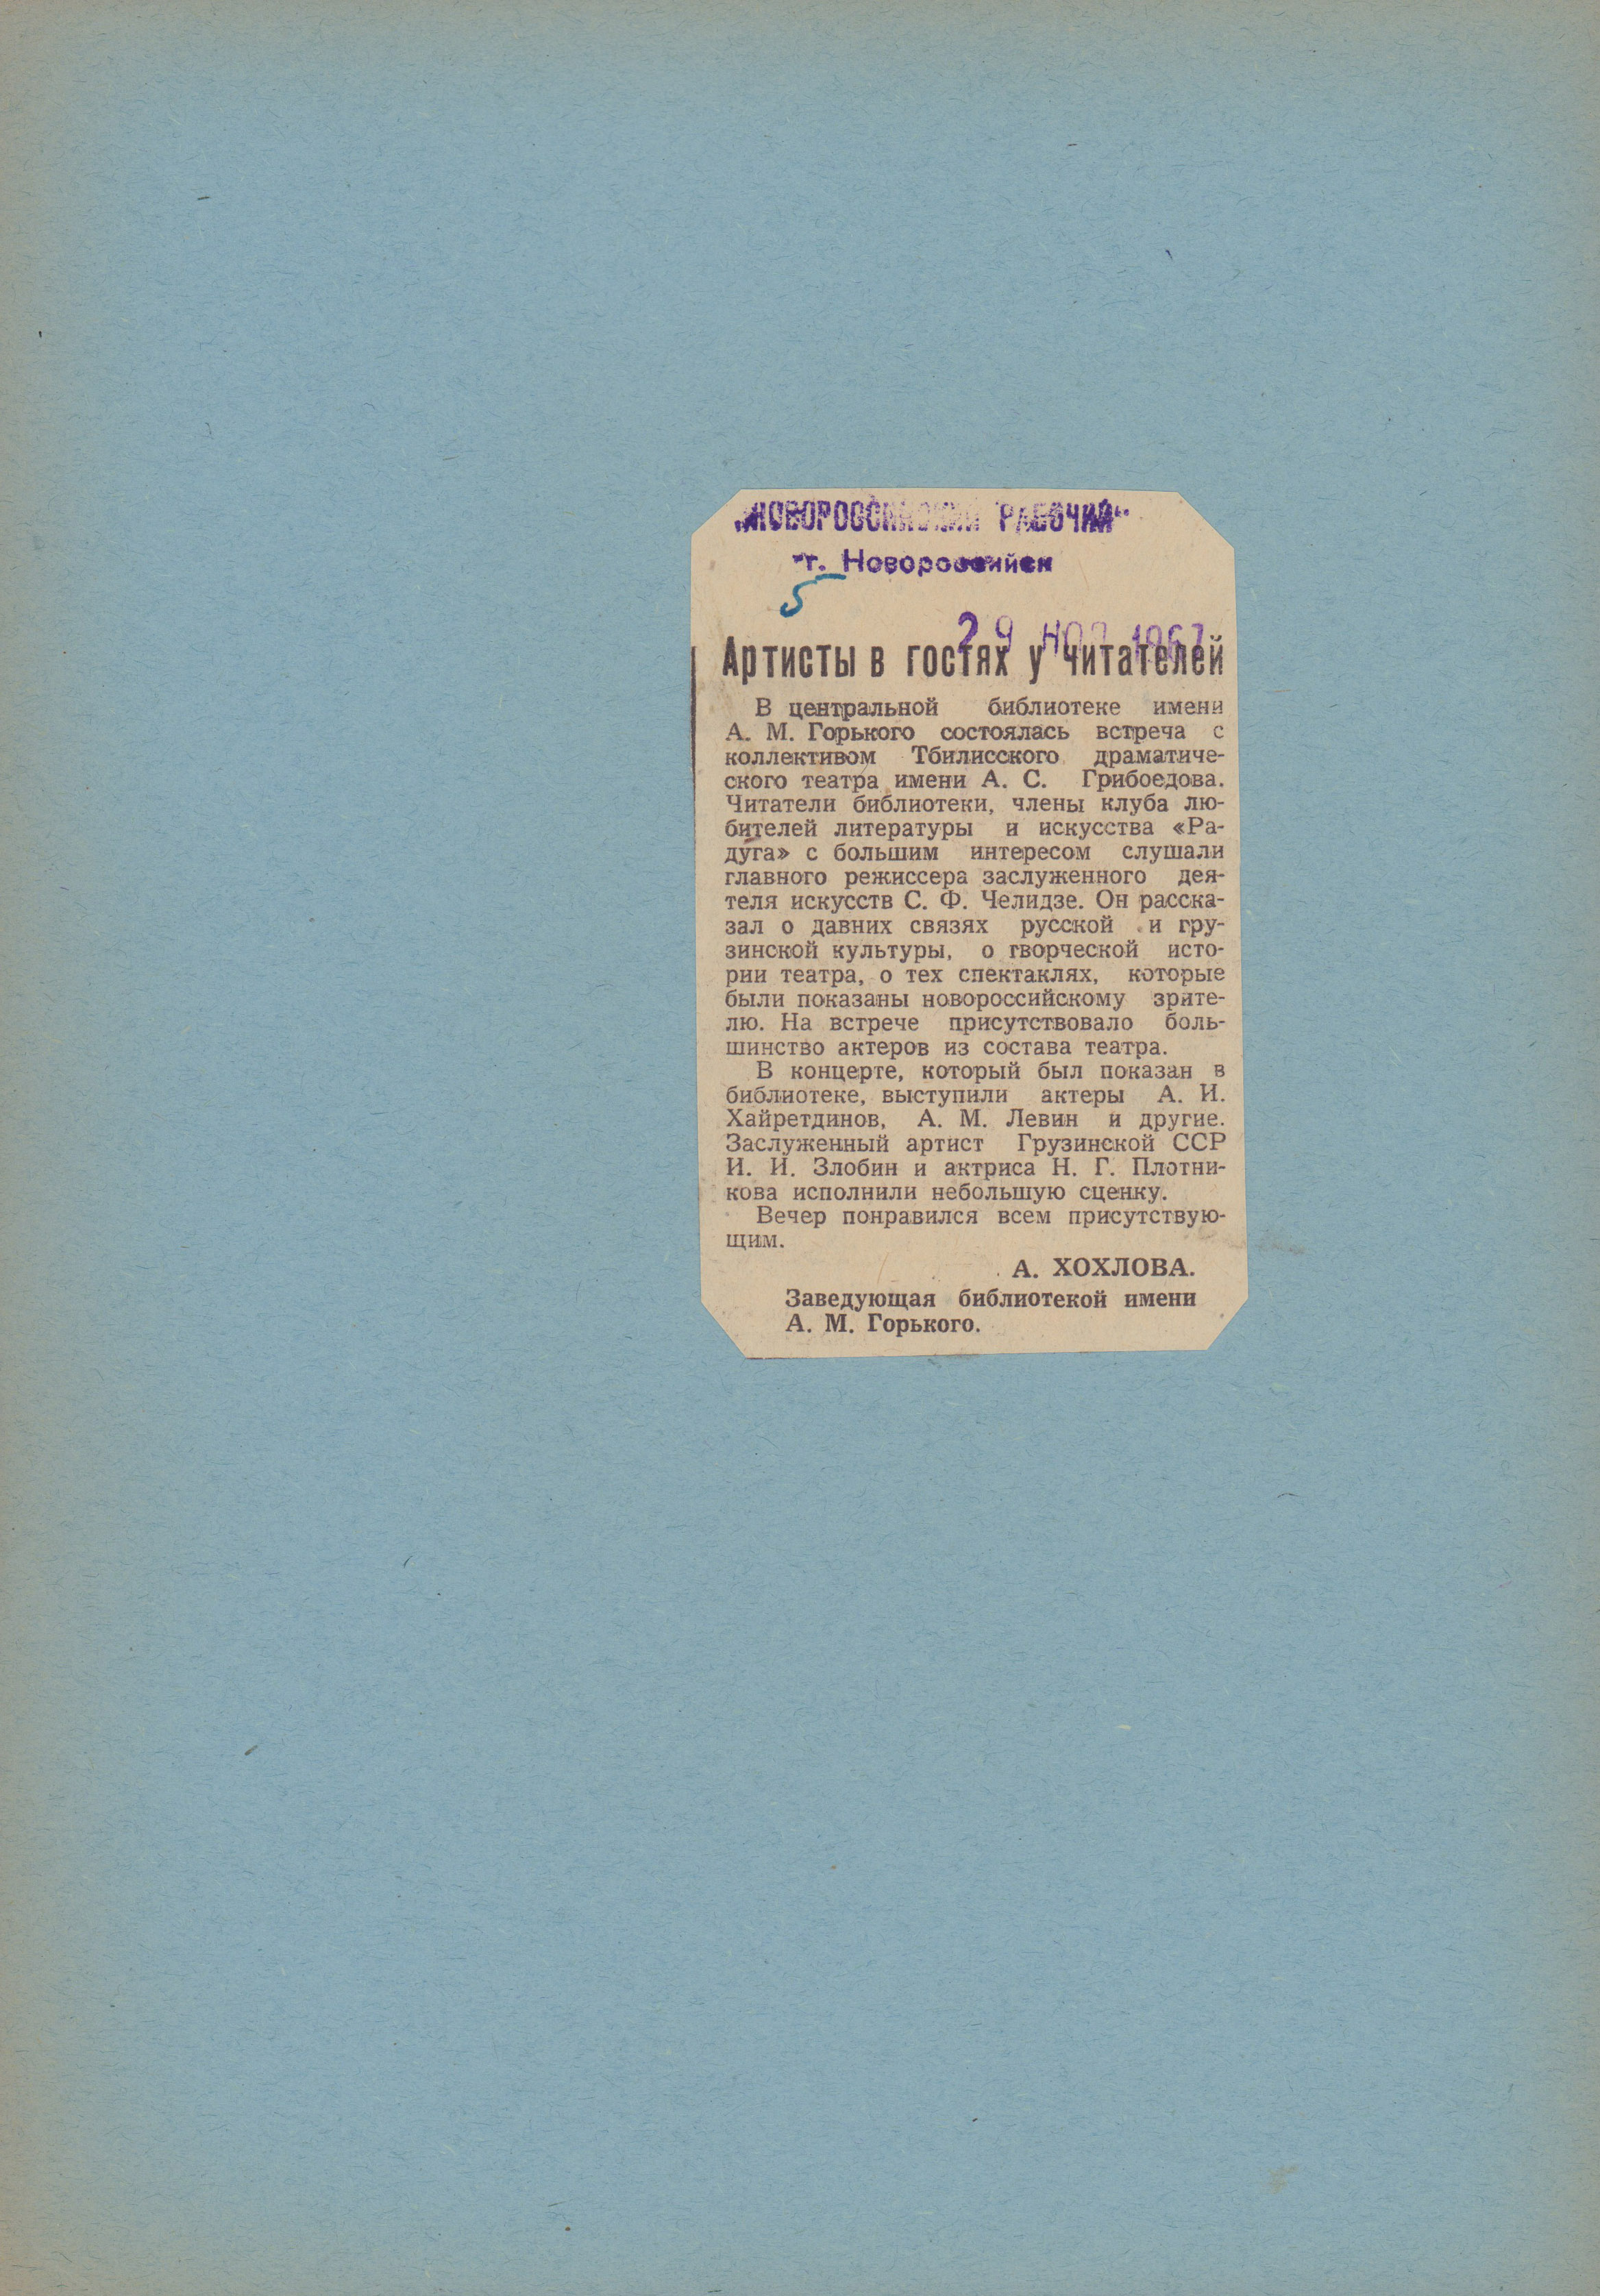 „НОВОРОССИЙСКИЙ РАБОЧИЙ“
г. Новороссийск
5
29 НОЯ 1967
Артисты в гостях у читателей
В центральной библиотеке имени
А. М. Горького состоялась встреча с
коллективом Тбилисского драматиче-
ского театра имени А. С. Грибоедова.
Читатели библиотеки, члены клуба лю-
бителей литературы и искусства «Ра-
дуга» с большим интересом слушали
главного режиссера заслуженного дея-
теля искусств С. Ф. Челидзе. Он расска-
зал о давних связях русской и гру-
зинской культуры, о творческой исто-
рии театра, о тех спектаклях, которые
были показаны новороссийскому зрите-
лю. На встрече присутствовало боль-
шинство актеров из состава театра.
В концерте, который был показан в
библиотеке, выступили актеры А. И.
Хайретдинов, А. М. Левин и другие.
Заслуженный артист Грузинской ССР
И. И. Злобин и актриса Н. Г. Плотни-
кова исполнили небольшую сценку.
Вечер понравился всем присутствую-
щим.
А. ХОХЛОВА.
Заведующая библиотекой имени
А. М. Горького.